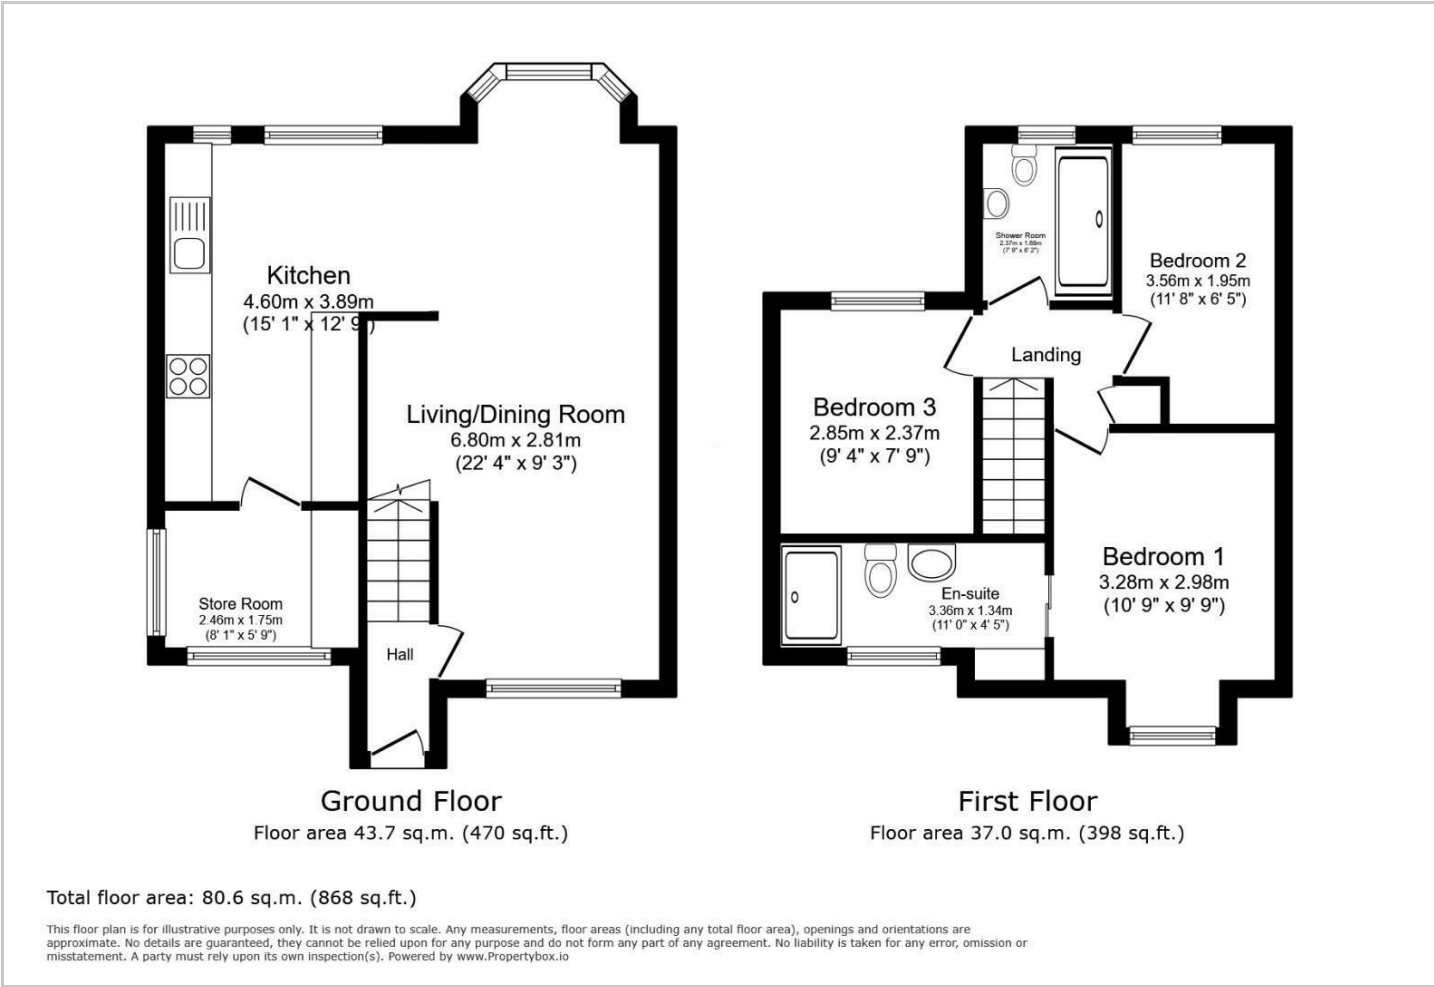 Kitchen
4.60m x 3.89m
(15' 1" x 12' 9")
Living/Dining Room
6.80m x 2.81m
(22' 4" x 9' 3")
Store Room
2.46m x 1.75m
(8' 1" x 5' 9")
Hall
Ground Floor
Floor area 43.7 sq.m. (470 sq.ft.)
Shower Room
2.37m x 1.88m
(7' 9" x 6' 2")
Bedroom 2
3.56m x 1.95m
(11' 8" x 6' 5")
Landing
Bedroom 3
2.85m x 2.37m
(9' 4" x 7' 9")
Bedroom 1
3.28m x 2.98m
(10' 9" x 9' 9")
En-suite
3.36m x 1.34m
(11' 0" x 4' 5")
First Floor
Floor area 37.0 sq.m. (398 sq.ft.)
Total floor area: 80.6 sq.m. (868 sq.ft.)
This floor plan is for illustrative purposes only. It is not drawn to scale. Any measurements, floor areas (including any total floor area), openings and orientations are
approximate. No details are guaranteed, they cannot be relied upon for any purpose and do not form any part of any agreement. No liability is taken for any error, omission or
misstatement. A party must rely upon its own inspection(s). Powered by www.Propertybox.io